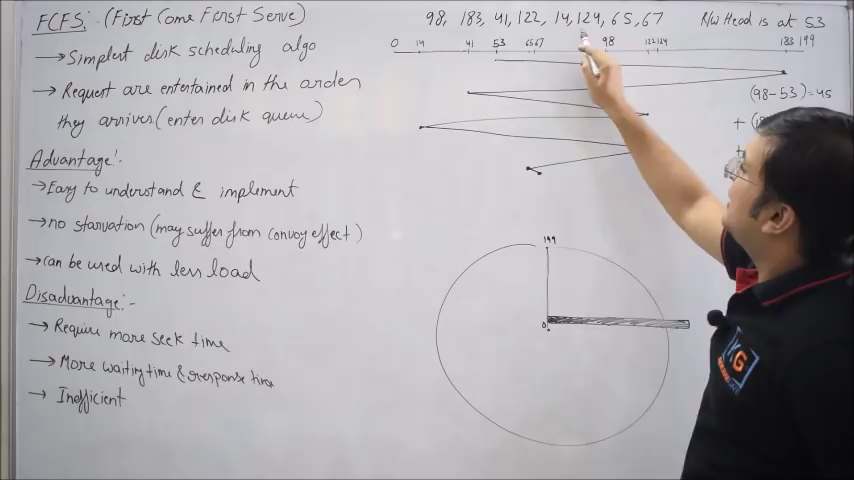 FCFS:- (First Come First Serve)
→ Simplest disk scheduling algo
→ Request are entertained in the order
they arrives (enter disk queue)
Advantage:-
→ Easy to understand & implement
→ no starvation (may suffer from convoy effect)
→ can be used with less load
Disadvantage:-
→ Require more seek time
→ More waiting time & response time
→ Inefficient
98, 183, 41, 122, 14, 124, 65, 67
R/W Head is at 53
0 14 41 53 65 67 98 122 124 183 199
(98-53)=45
+
+
199
0
KG